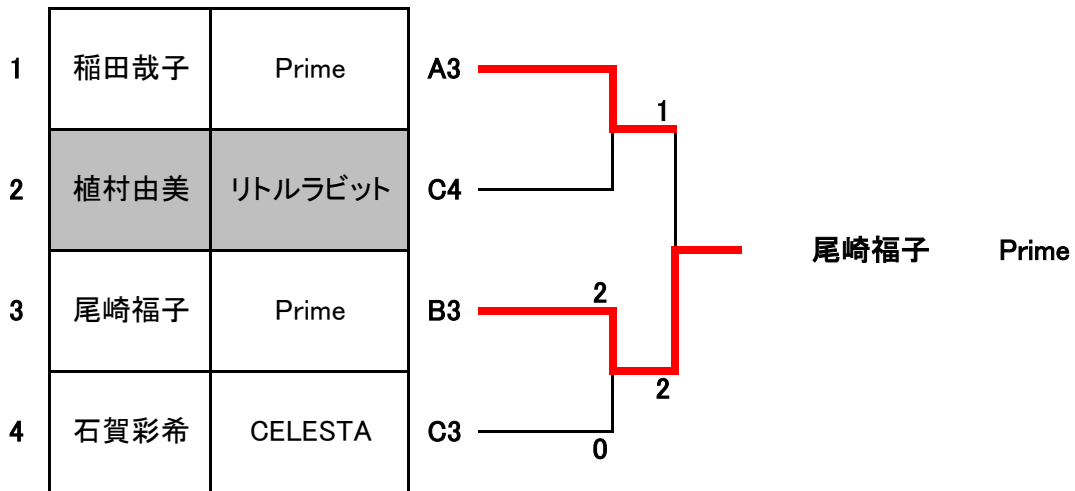 1 稲田哉子 Prime A3
1
2 植村由美 リトルラビット C4
尾崎福子 Prime
2
3 尾崎福子 Prime B3
2
4 石賀彩希 CELESTA C3
0